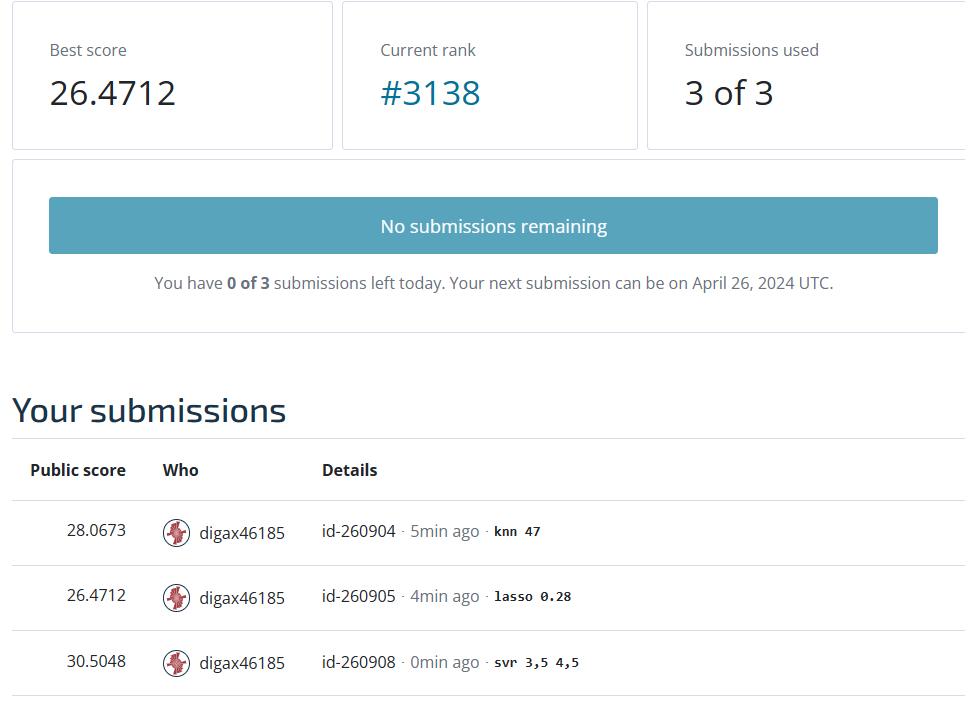 Best score
26.4712
Current rank
#3138
Submissions used
3 of 3
No submissions remaining
You have 0 of 3 submissions left today. Your next submission can be on April 26, 2024 UTC.
Your submissions
Public score Who Details
28.0673 digax46185 id-260904 · 5min ago · knn 47
26.4712 digax46185 id-260905 · 4min ago · lasso 0.28
30.5048 digax46185 id-260908 · 0min ago · svr 3,5 4,5